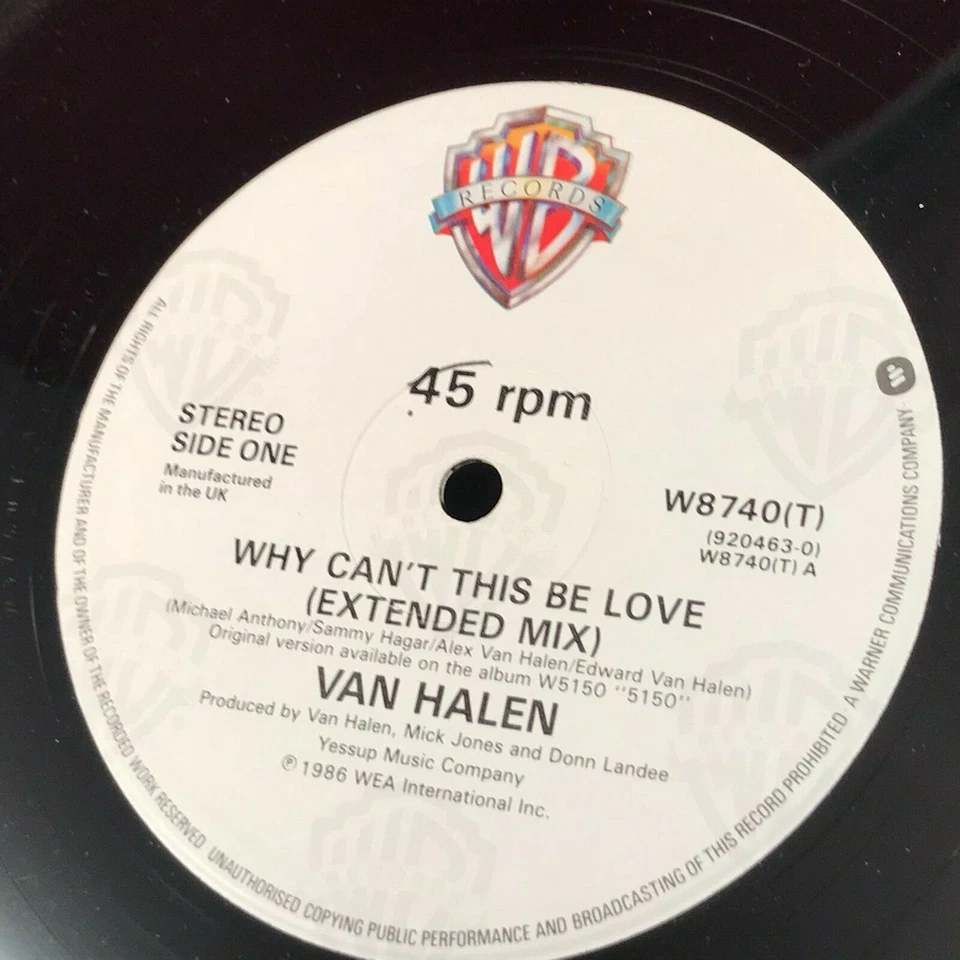 WB
RECORDS
45 rpm
STEREO
SIDE ONE
Manufactured
in the UK
W8740(T)
(920463-0)
W8740(T) A
WHY CAN'T THIS BE LOVE
(EXTENDED MIX)
(Michael Anthony/Sammy Hagar/Alex Van Halen/Edward Van Halen)
Original version available on the album W5150 "5150"
VAN HALEN
Produced by Van Halen, Mick Jones and Donn Landee
Yessup Music Company
℗ 1986 WEA International Inc.
ALL RIGHTS OF THE MANUFACTURER AND OF THE OWNER OF THE RECORDED WORK RESERVED UNAUTHORISED COPYING PUBLIC PERFORMANCE AND BROADCASTING OF THIS RECORD PROHIBITED · A WARNER COMMUNICATIONS COMPANY ·